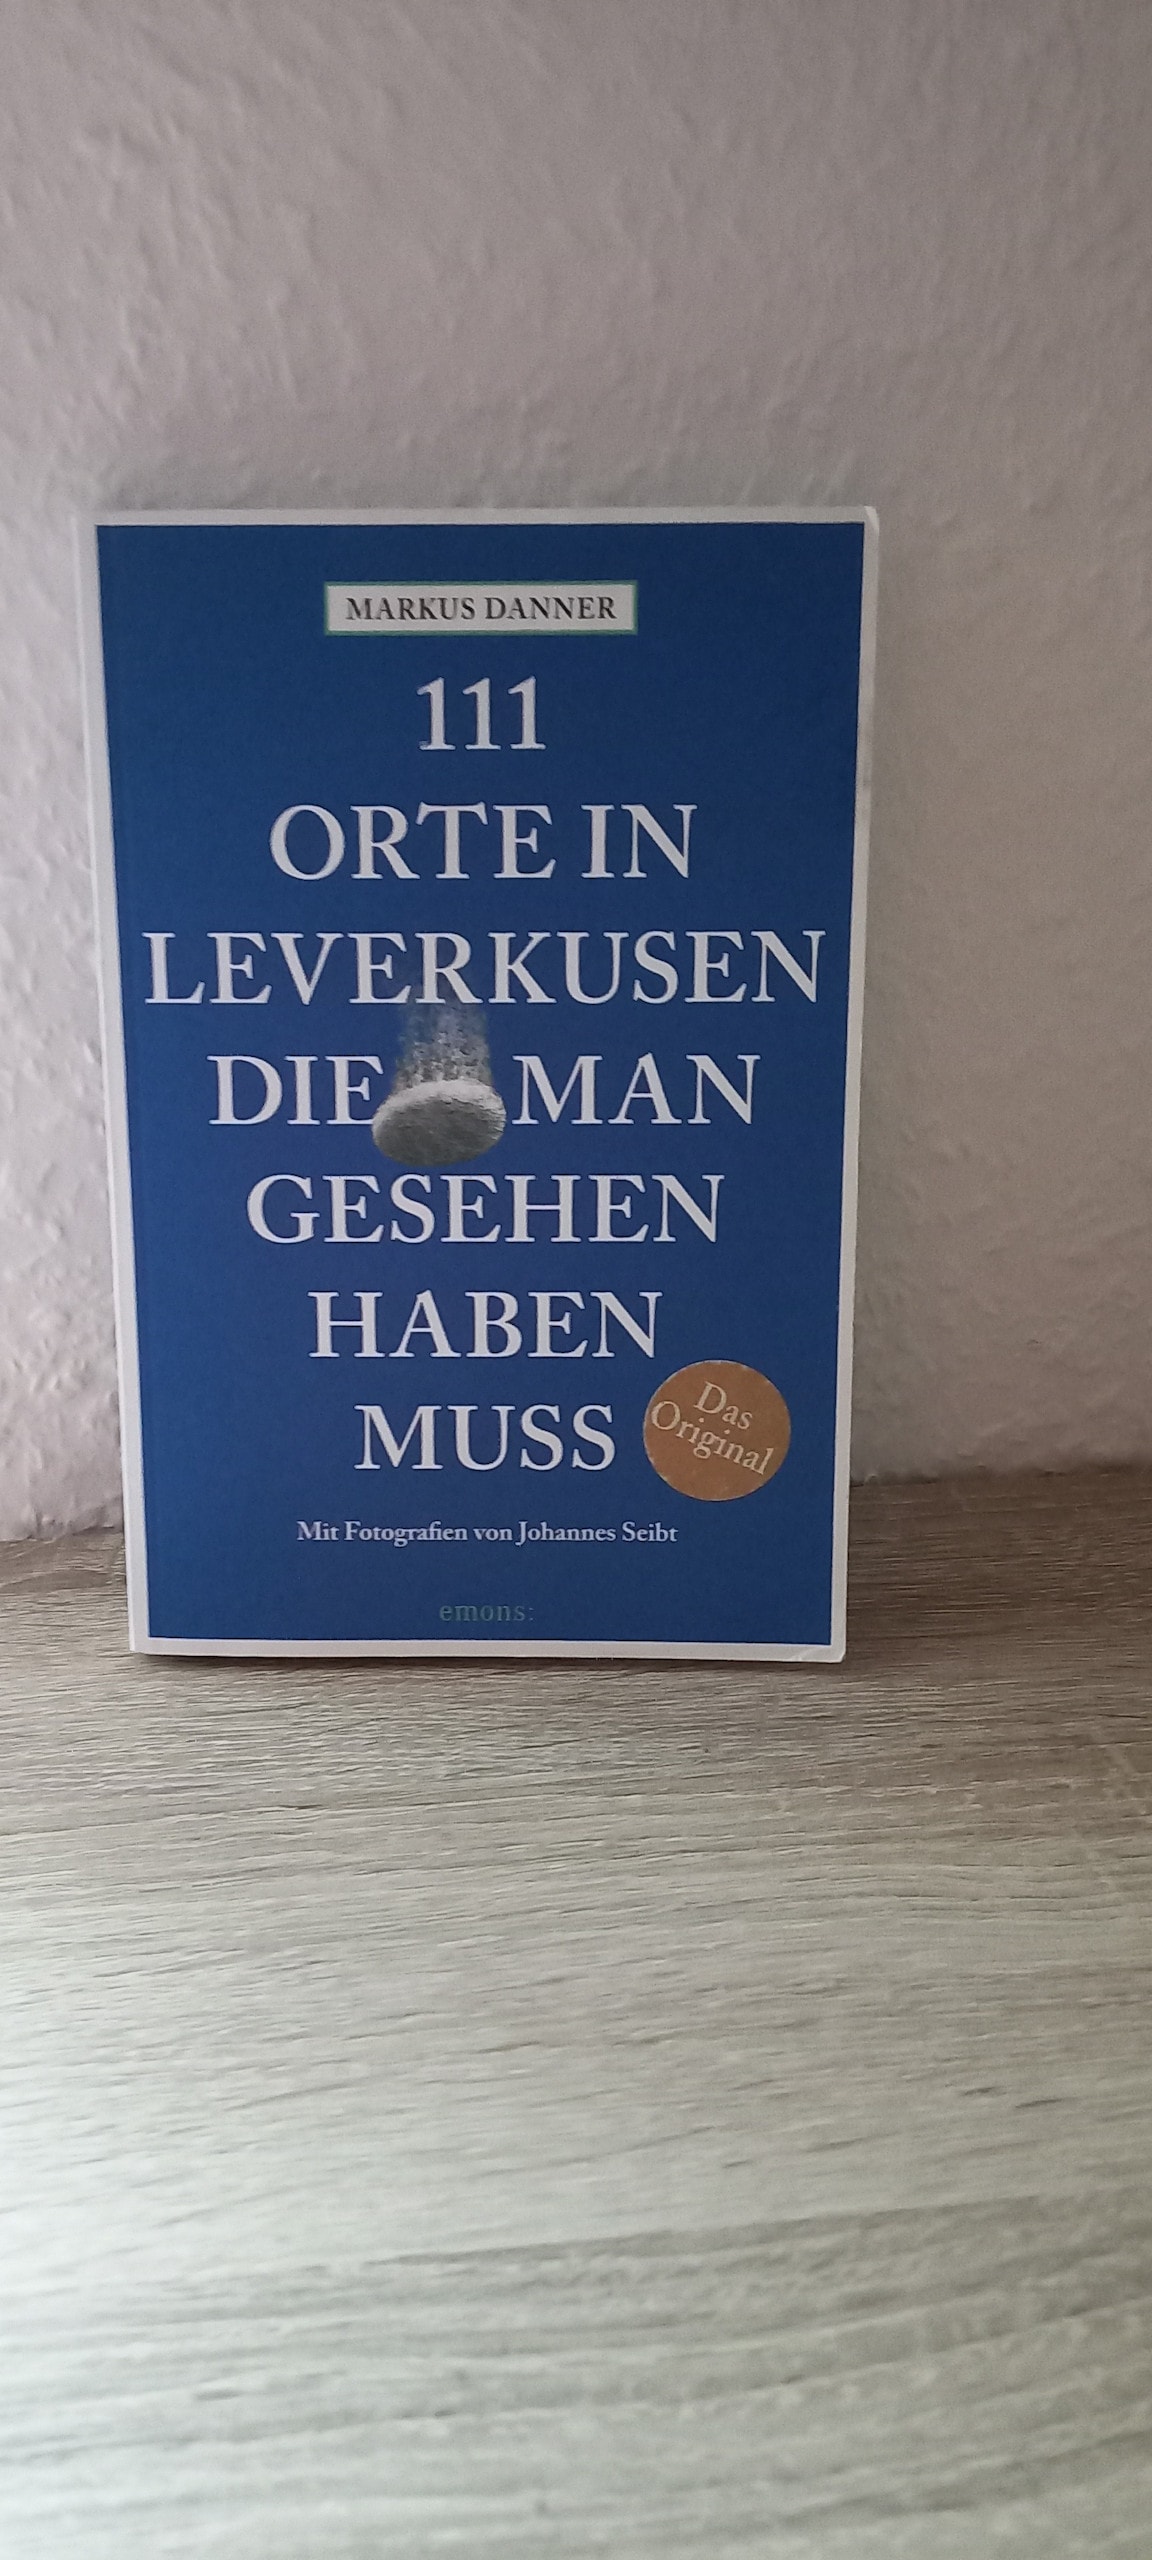 MARKUS DANNER
111
ORTE IN
LEVERKUSEN
DIE MAN
GESEHEN
HABEN
MUSS
Das
Original
Mit Fotografien von Johannes Seibt
emons: